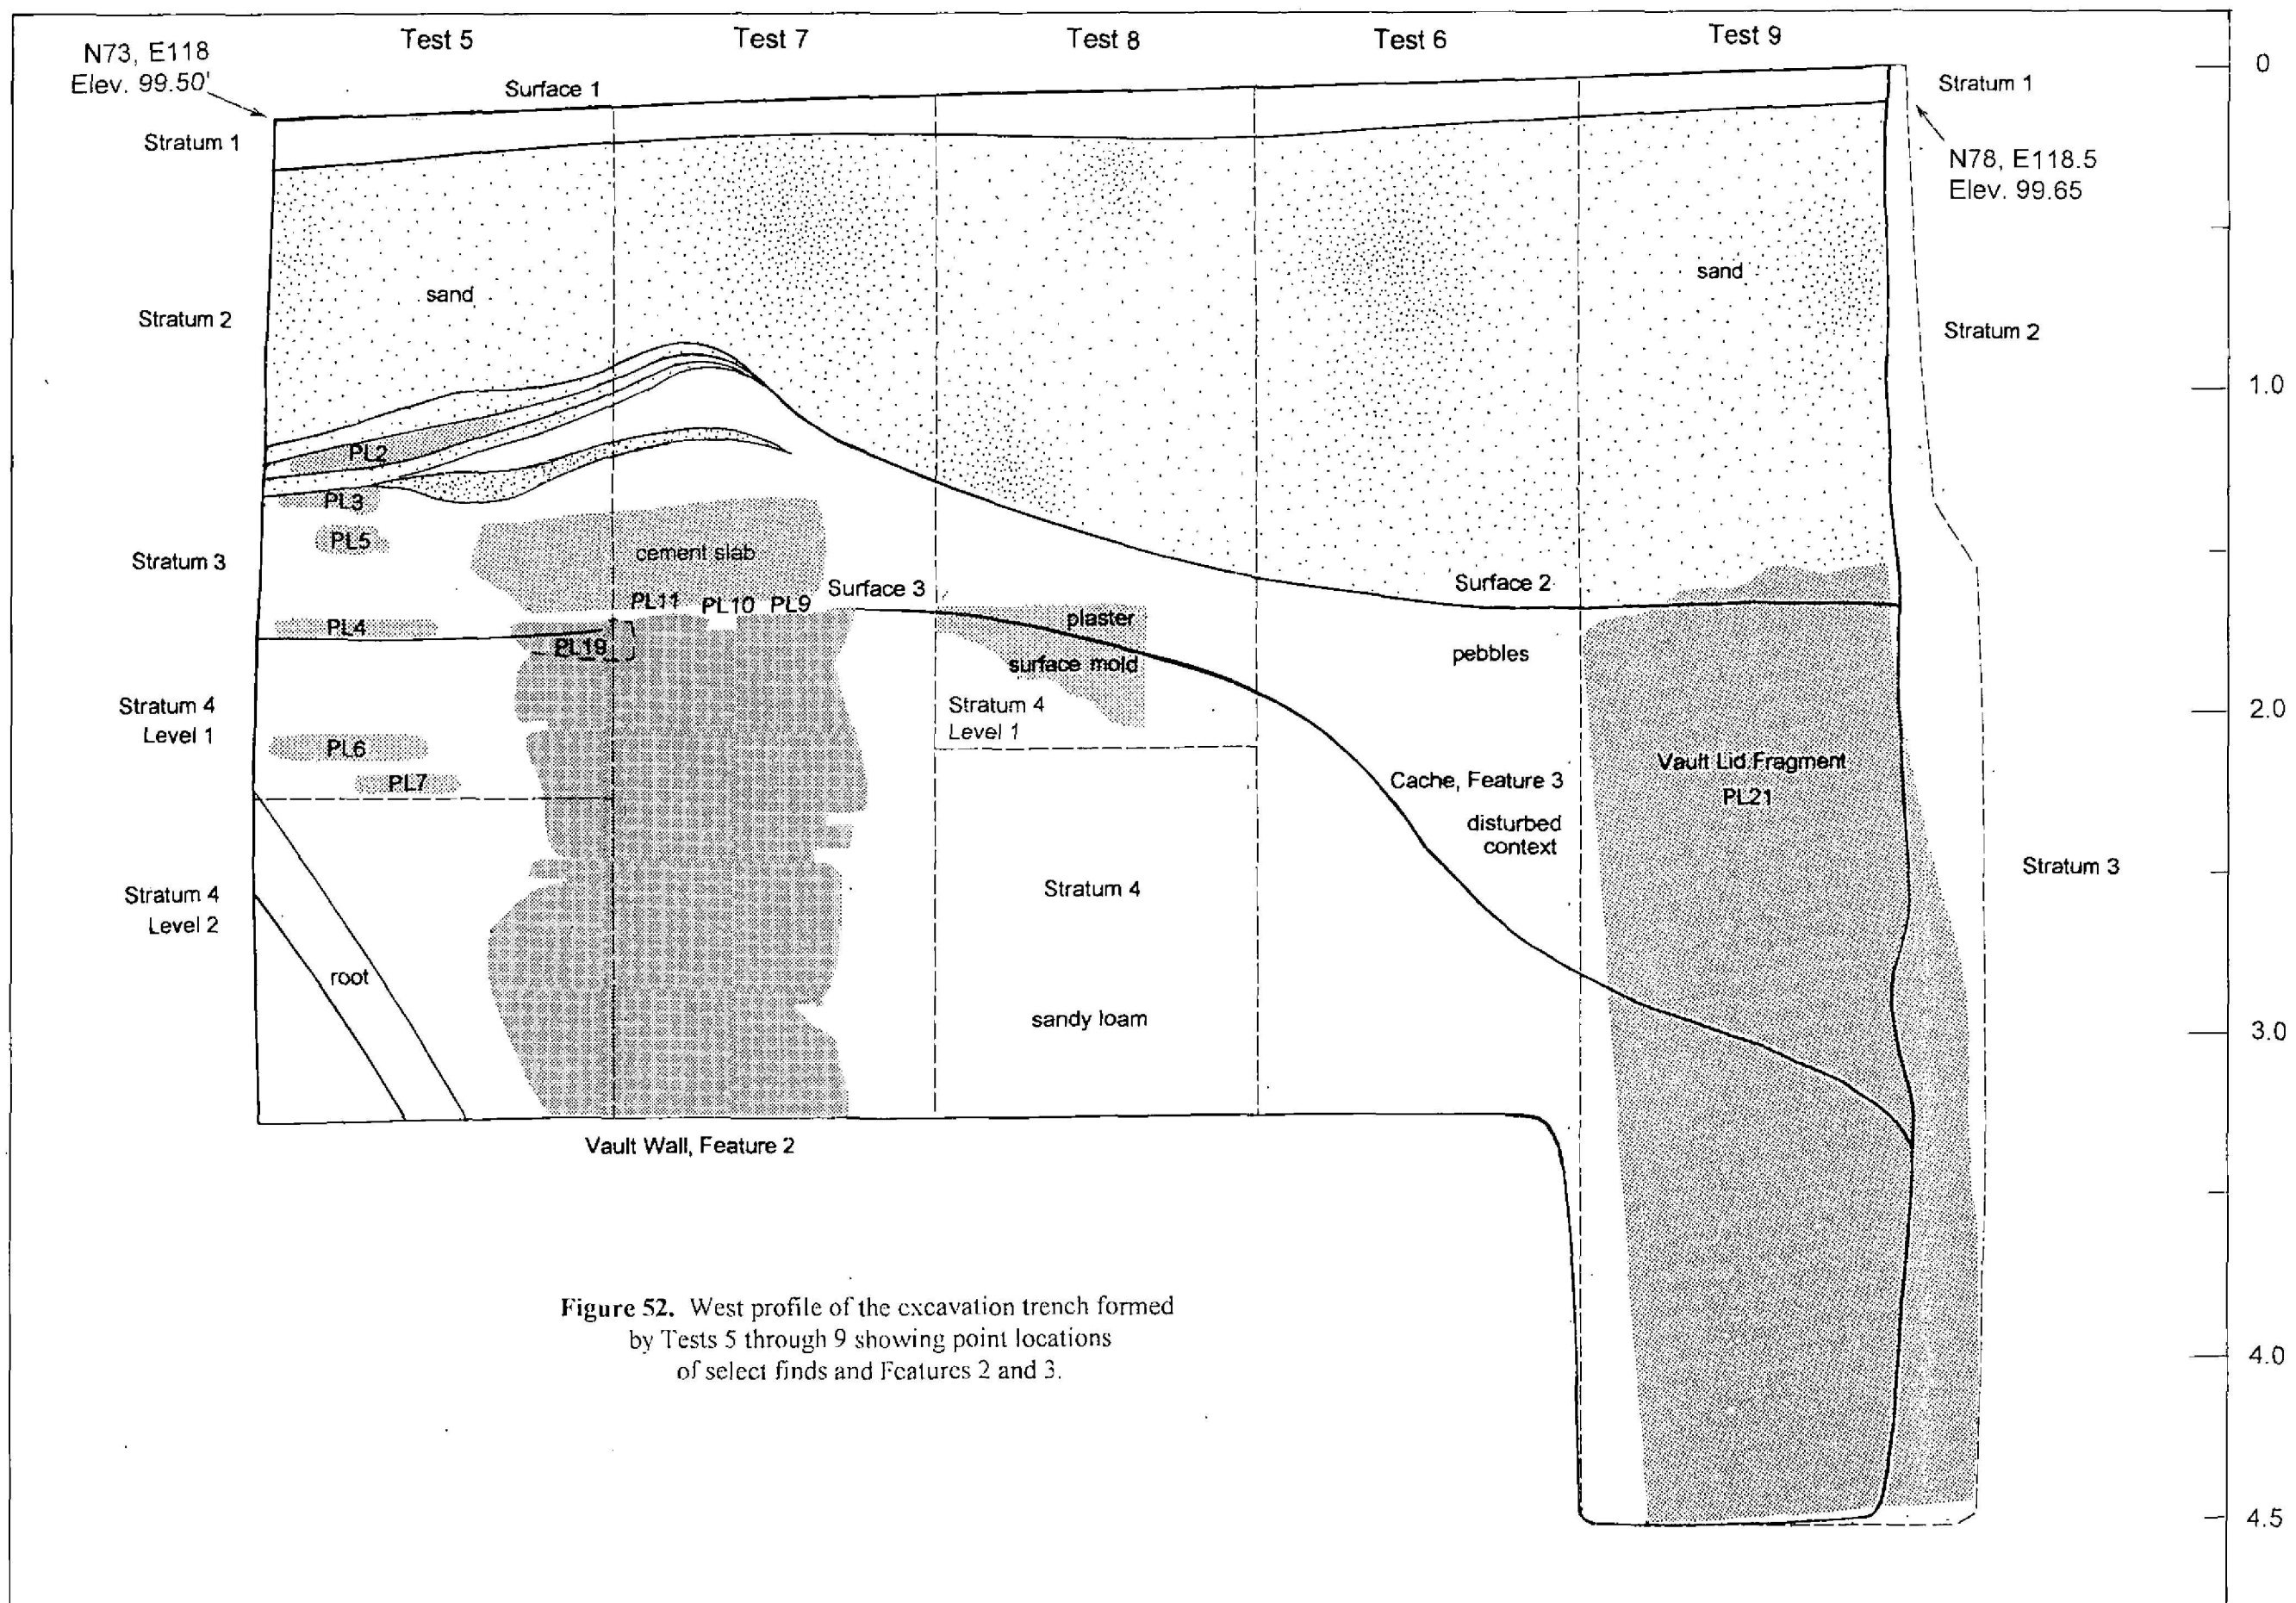 Test 5
Test 7
Test 8
Test 6
Test 9
N73, E118
Elev. 99.50'
Surface 1
Stratum 1
Stratum 1
N78, E118.5
Elev. 99.65
sand
sand
Stratum 2
Stratum 2
PL2
PL3
PL5
cement slab
Stratum 3
Surface 3
Surface 2
PL11
PL10
PL9
PL4
PL19
plaster
surface mold
pebbles
Stratum 4
Level 1
Stratum 4
Level 1
PL6
PL7
Cache, Feature 3
disturbed
context
Vault Lid Fragment
PL21
Stratum 4
Level 2
root
Stratum 4
sandy loam
Stratum 3
Vault Wall, Feature 2
0
1.0
2.0
3.0
4.0
4.5
Figure 52. West profile of the excavation trench formed
by Tests 5 through 9 showing point locations
of select finds and Features 2 and 3.